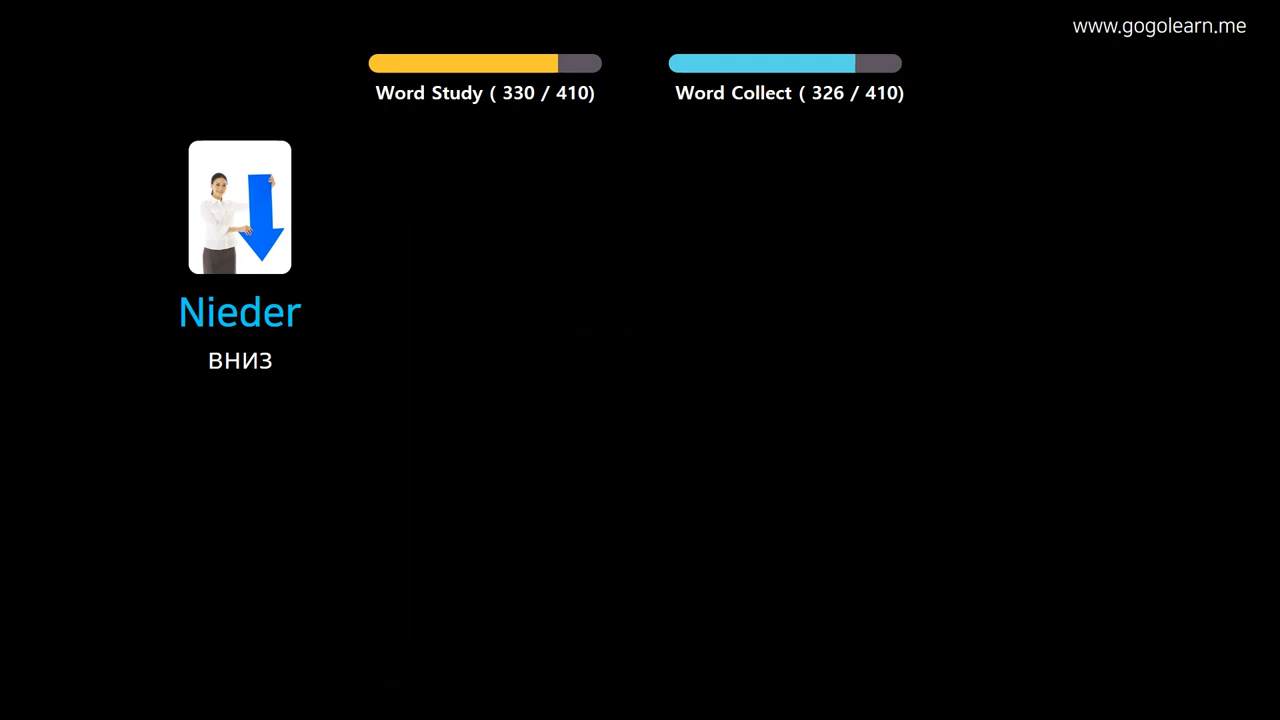 www.gogolearn.me
Word Study ( 330 / 410)
Word Collect ( 326 / 410)
Nieder
вниз